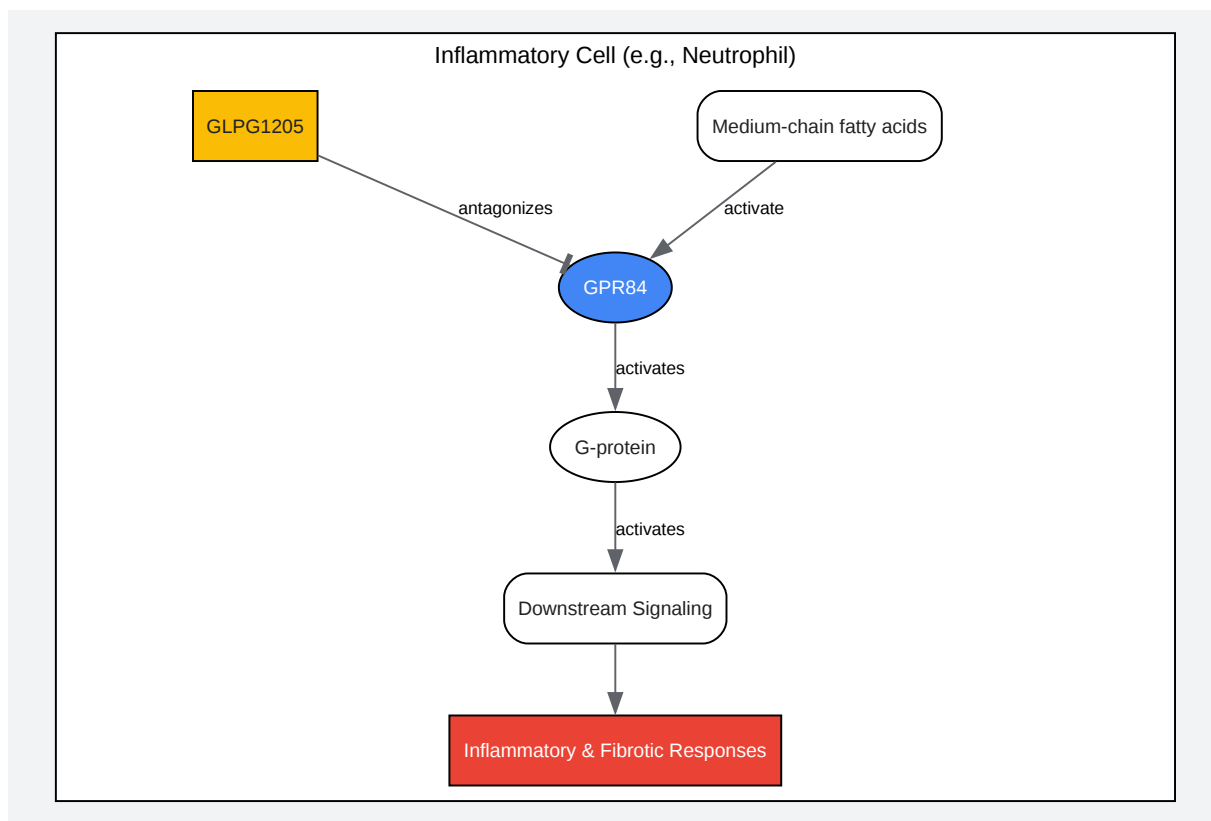 Inflammatory Cell (e.g., Neutrophil)
GLPG1205
Medium-chain fatty acids
antagonizes
activate
GPR84
activates
G-protein
activates
Downstream Signaling
Inflammatory & Fibrotic Responses